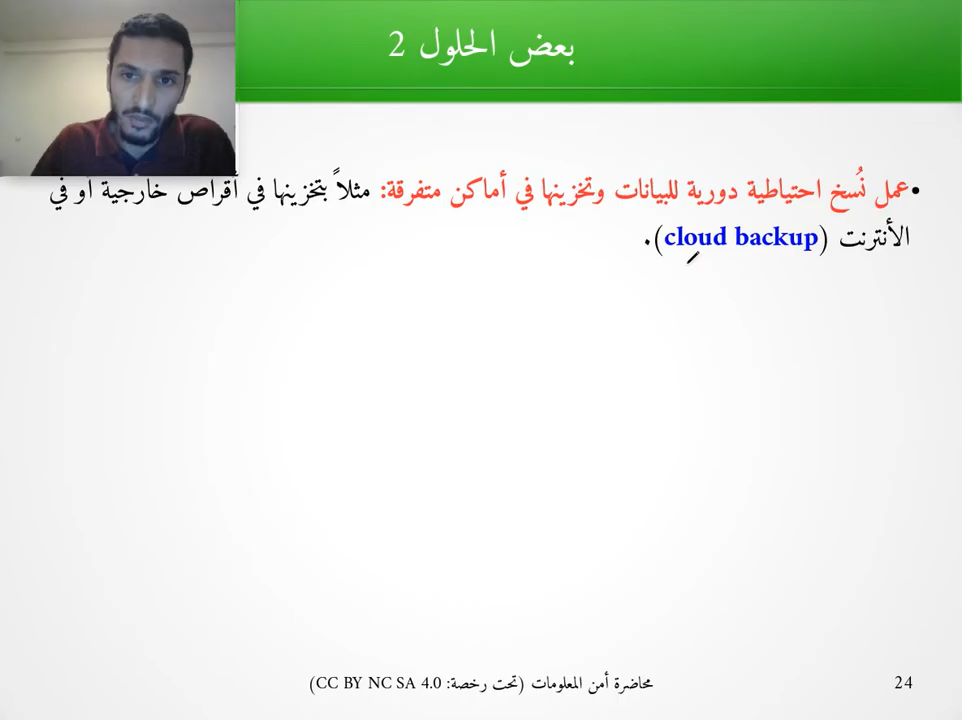 بعض الحلول 2
•عمل نُسخ احتياطية دورية للبيانات وتخزينها في أماكن متفرقة: مثلاً بتخزينها في أقراص خارجية أو في
الأنترنت (cloud backup).
محاضرة أمن المعلومات (تحت رخصة: CC BY NC SA 4.0)
24